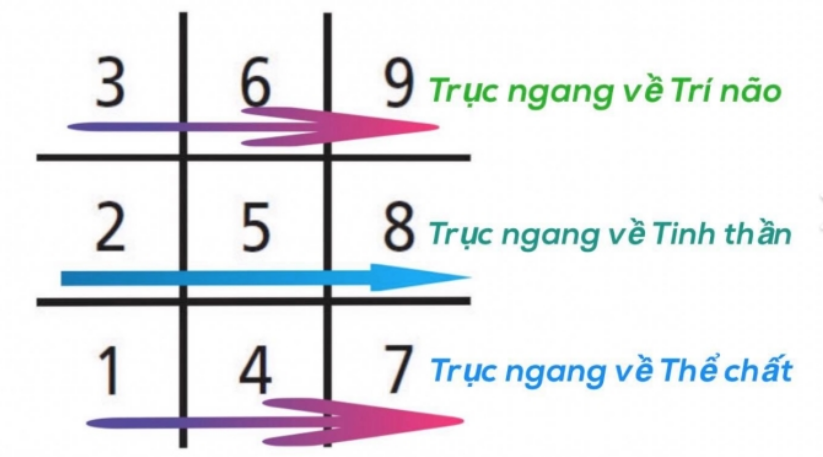 3 6 9 Trục ngang về Trí não
2 5 8 Trục ngang về Tinh thần
1 4 7 Trục ngang về Thể chất